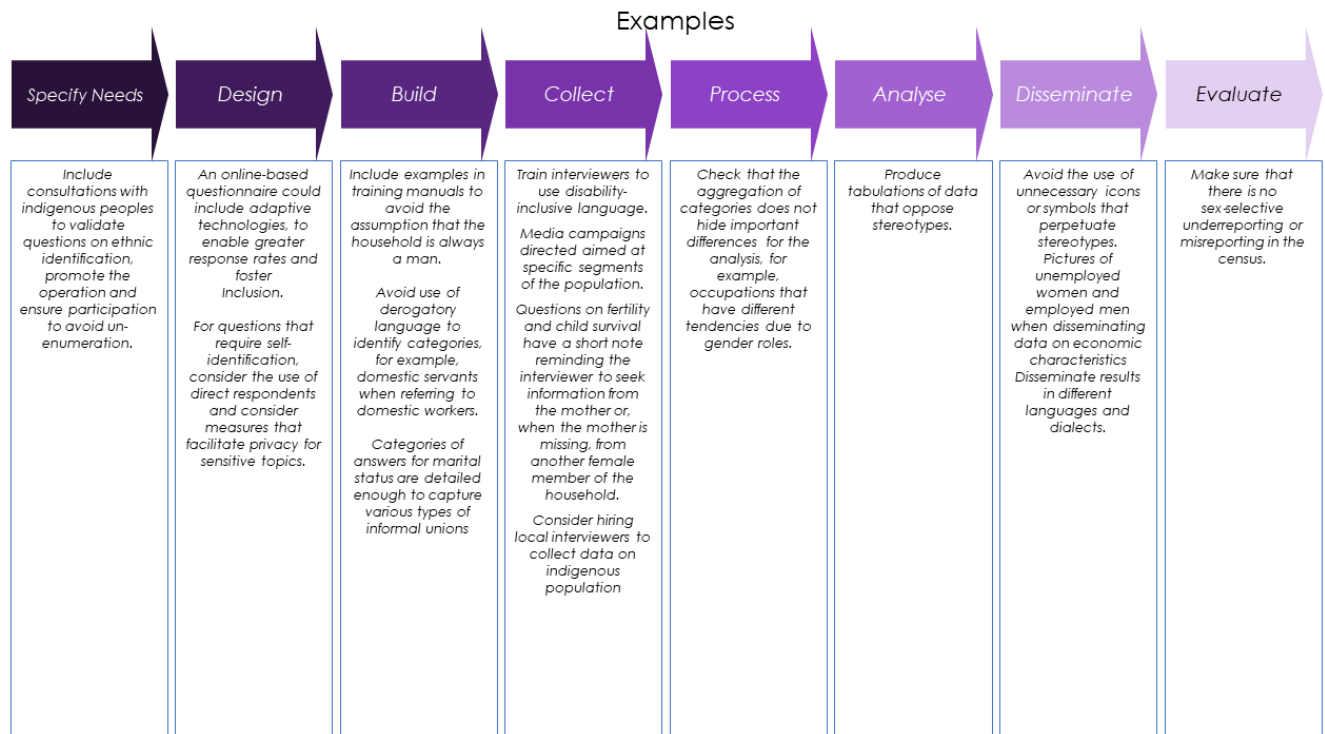 Examples
Specify Needs
Design
Build
Collect
Process
Analyse
Disseminate
Evaluate
Include
consultations with
indigenous peoples
to validate
questions on ethnic
identification,
promote the
operation and
ensure participation
to avoid un-
enumeration.
An online-based
questionnaire could
include adaptive
technologies, to
enable greater
response rates and
foster
Inclusion.
For questions that
require self-
identification,
consider the use of
direct respondents
and consider
measures that
facilitate privacy for
sensitive topics.
Include examples in
training manuals to
avoid the
assumption that the
household is always
a man.
Avoid use of
derogatory
language to
identify categories,
for example,
domestic servants
when referring to
domestic workers.
Categories of
answers for marital
status are detailed
enough to capture
various types of
informal unions
Train interviewers to
use disability-
inclusive language.
Media campaigns
directed aimed at
specific segments
of the population.
Questions on fertility
and child survival
have a short note
reminding the
interviewer to seek
information from
the mother or,
when the mother is
missing, from
another female
member of the
household.
Consider hiring
local interviewers to
collect data on
indigenous
population
Check that the
aggregation of
categories does not
hide important
differences for the
analysis, for
example,
occupations that
have different
tendencies due to
gender roles.
Produce
tabulations of data
that oppose
stereotypes.
Avoid the use of
unnecessary icons
or symbols that
perpetuate
stereotypes.
Pictures of
unemployed
women and
employed men
when disseminating
data on economic
characteristics
Disseminate results
in different
languages and
dialects.
Make sure that
there is no
sex-selective
underreporting or
misreporting in the
census.